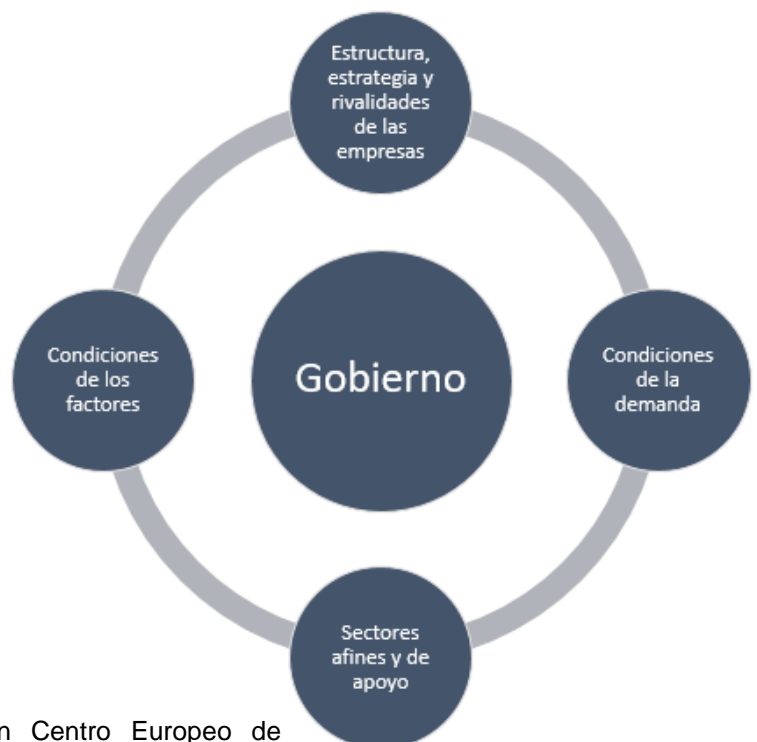 Estructura,
estrategia y
rivalidades
de las
empresas
Condiciones
de los
factores
Gobierno
Condiciones
de la
demanda
Sectores
afines y de
apoyo
Centro Europeo de